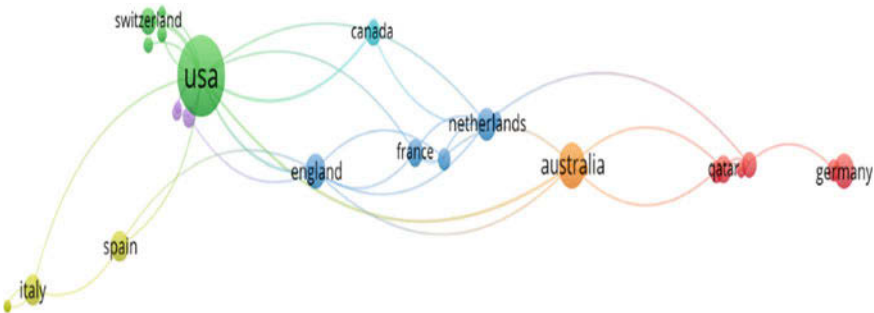 switzerland
canada
usa
netherlands
france
england
australia
qatar
germany
spain
italy